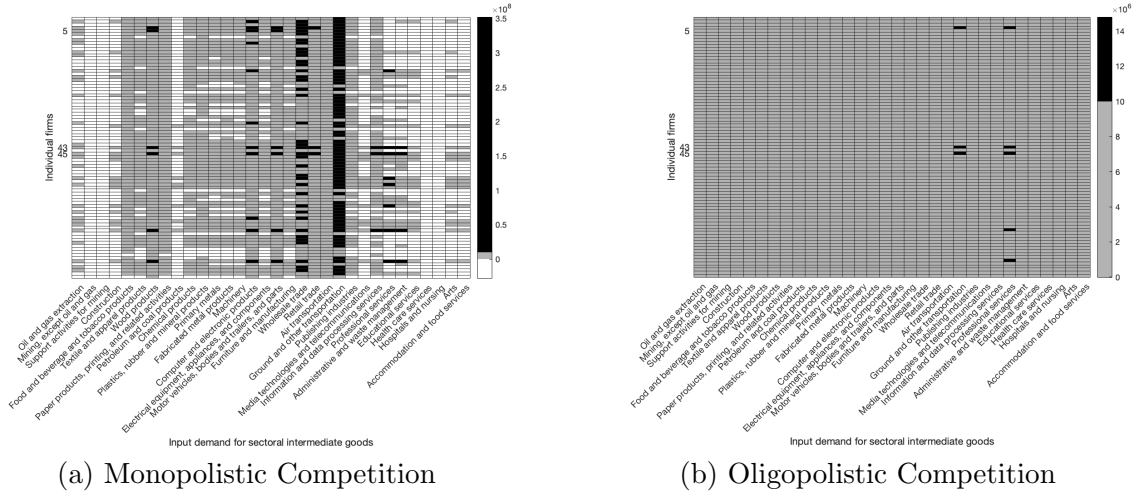 ×10⁸
3.5
3
2.5
2
1.5
1
0.5
0
5
43
45
Individual firms
Oil and gas extraction
Mining, except oil and gas
Support activities for mining
Construction
Food and beverage and tobacco products
Textile and apparel products
Wood products
Paper products, printing, and related activities
Petroleum and coal products
Plastics, rubber and mineral products
Primary metals
Fabricated metal products
Machinery
Computer and electronic products
Electrical equipment, appliances, and components
Motor vehicles, bodies and trailers, and parts
Furniture and manufacturing
Wholesale trade
Retail trade
Air transportation
Ground and other transportation
Publishing industries
Media technologies and telecommunications
Information and data processing services
Professional services
Administrative and waste management
Educational services
Health care services
Hospitals and nursing
Arts
Accommodation and food services
Input demand for sectoral intermediate goods
(a) Monopolistic Competition
×10⁶
14
12
10
8
6
4
2
0
5
43
45
Individual firms
Oil and gas extraction
Mining, except oil and gas
Support activities for mining
Construction
Food and beverage and tobacco products
Textile and apparel products
Wood products
Paper products, printing, and related activities
Petroleum and coal products
Plastics, rubber and mineral products
Primary metals
Fabricated metal products
Machinery
Computer and electronic products
Electrical equipment, appliances, and components
Motor vehicles, bodies and trailers, and parts
Furniture and manufacturing
Wholesale trade
Retail trade
Air transportation
Ground and other transportation
Publishing industries
Media technologies and telecommunications
Information and data processing services
Professional services
Administrative and waste management
Educational services
Health care services
Hospitals and nursing
Arts
Accommodation and food services
Input demand for sectoral intermediate goods
(b) Oligopolistic Competition